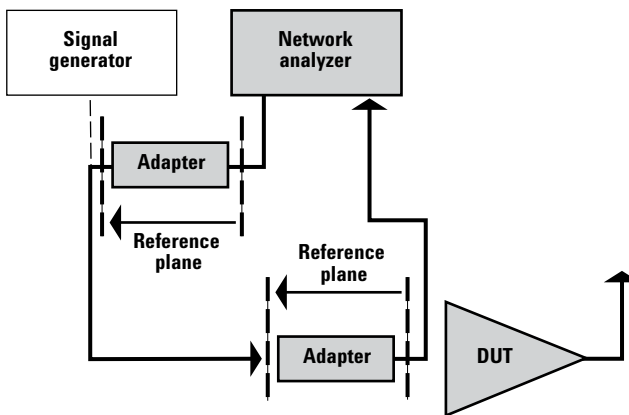 Signal
generator
Network
analyzer
Adapter
Reference
plane
Reference
plane
Adapter
DUT